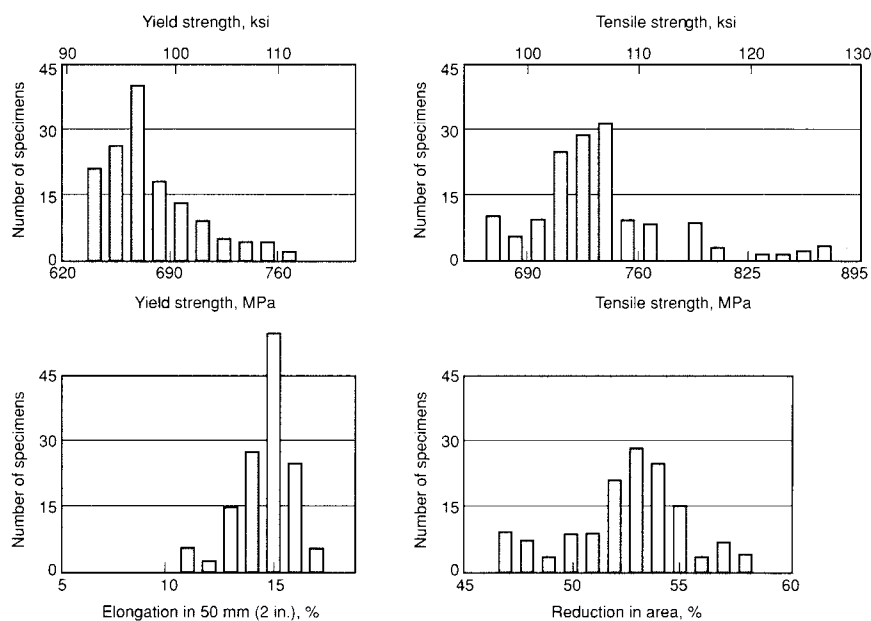 Yield strength, ksi
90 100 110
Number of specimens
45
30
15
0
620 690 760
Yield strength, MPa
Tensile strength, ksi
100 110 120 130
Number of specimens
45
30
15
0
690 760 825 895
Tensile strength, MPa
Number of specimens
45
30
15
0
5 10 15
Elongation in 50 mm (2 in.), %
Number of specimens
45
30
15
0
45 50 55 60
Reduction in area, %